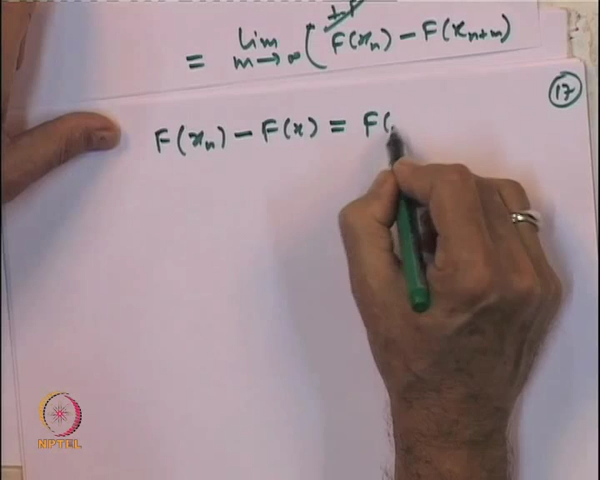 = lim m→∞ ( F(xₙ) − F(xₙ₊ₘ)
17
F(xₙ) − F(x) = F(
NPTEL